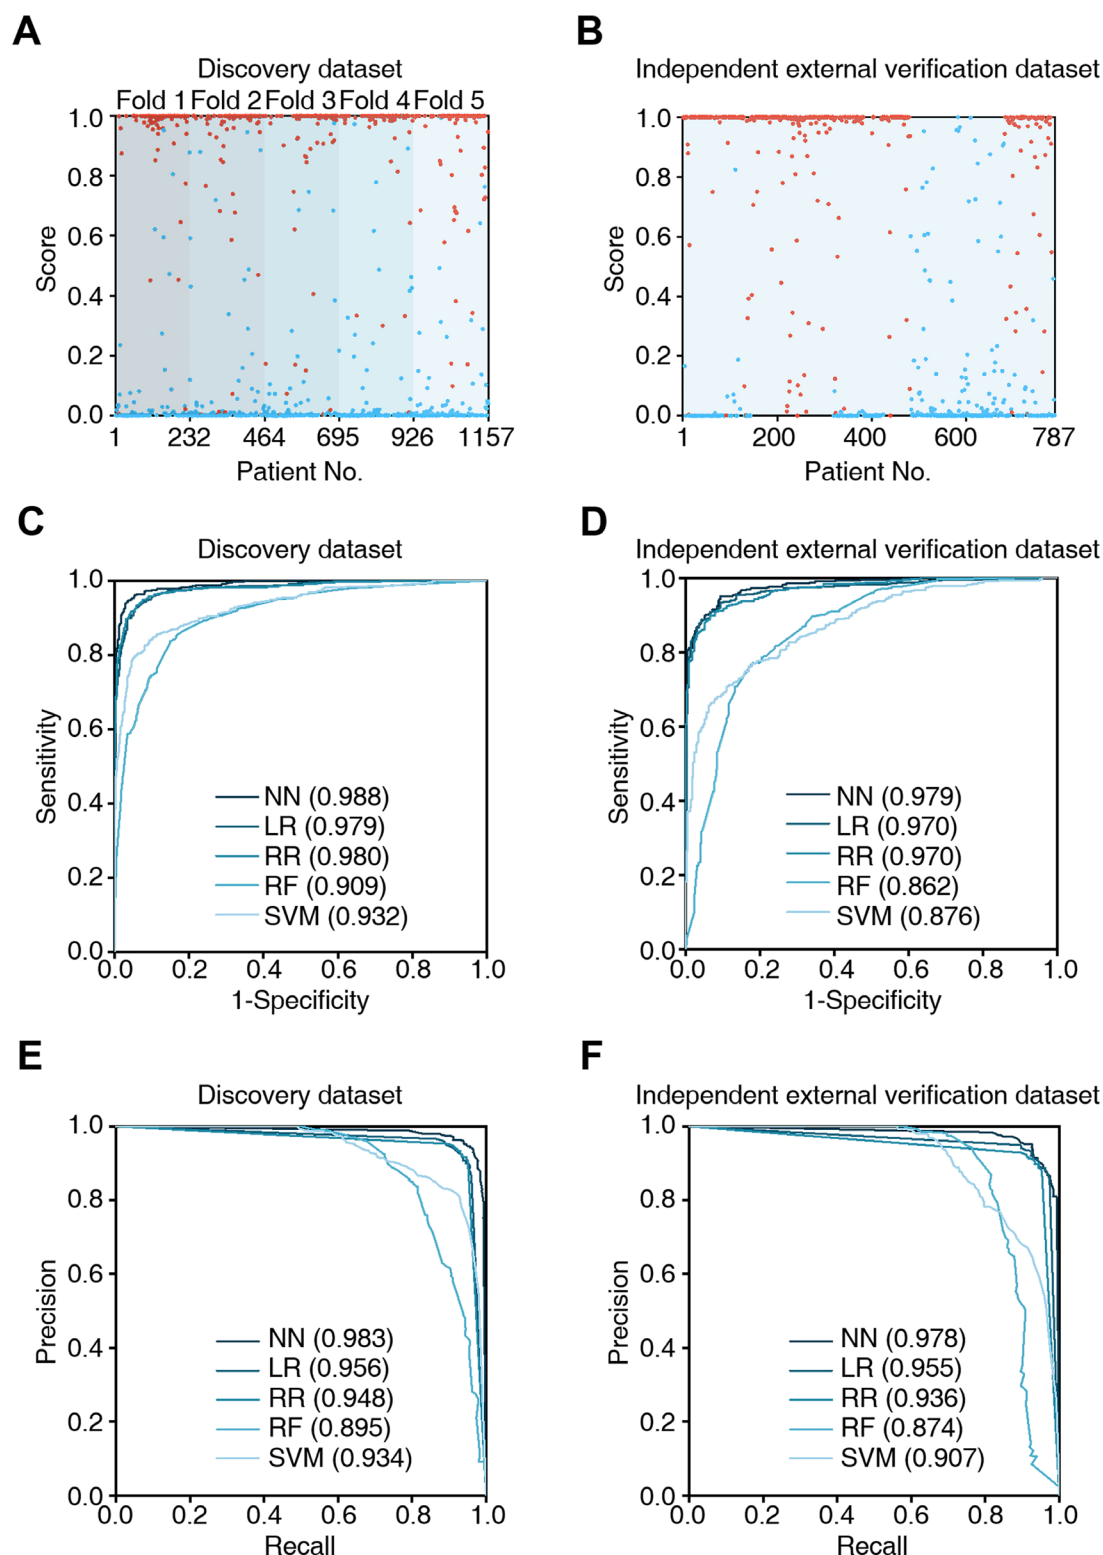 A
B
Discovery dataset
Independent external verification dataset
Fold 1 Fold 2 Fold 3 Fold 4 Fold 5
1.0
0.8
0.6
0.4
0.2
0.0
Score
1 232 464 695 926 1157
Patient No.
1.0
0.8
0.6
0.4
0.2
0.0
Score
1 200 400 600 787
Patient No.
C
D
Discovery dataset
Independent external verification dataset
1.0
0.8
0.6
0.4
0.2
0.0
Sensitivity
NN (0.988)
LR (0.979)
RR (0.980)
RF (0.909)
SVM (0.932)
0.0 0.2 0.4 0.6 0.8 1.0
1-Specificity
1.0
0.8
0.6
0.4
0.2
0.0
Sensitivity
NN (0.979)
LR (0.970)
RR (0.970)
RF (0.862)
SVM (0.876)
0.0 0.2 0.4 0.6 0.8 1.0
1-Specificity
E
F
Discovery dataset
Independent external verification dataset
1.0
0.8
0.6
0.4
0.2
0.0
Precision
NN (0.983)
LR (0.956)
RR (0.948)
RF (0.895)
SVM (0.934)
0.0 0.2 0.4 0.6 0.8 1.0
Recall
1.0
0.8
0.6
0.4
0.2
0.0
Precision
NN (0.978)
LR (0.955)
RR (0.936)
RF (0.874)
SVM (0.907)
0.0 0.2 0.4 0.6 0.8 1.0
Recall